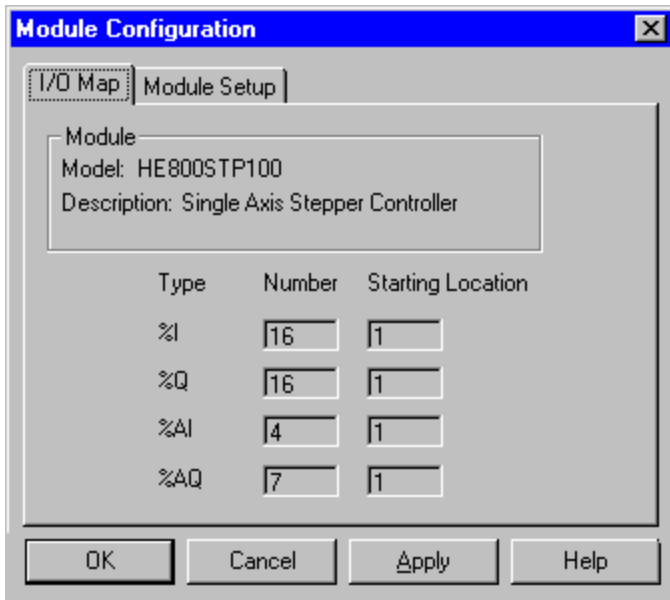 Module Configuration
I/O Map Module Setup
Module
Model: HE800STP100
Description: Single Axis Stepper Controller
Type Number Starting Location
%I 16 1
%Q 16 1
%AI 4 1
%AQ 7 1
OK Cancel Apply Help